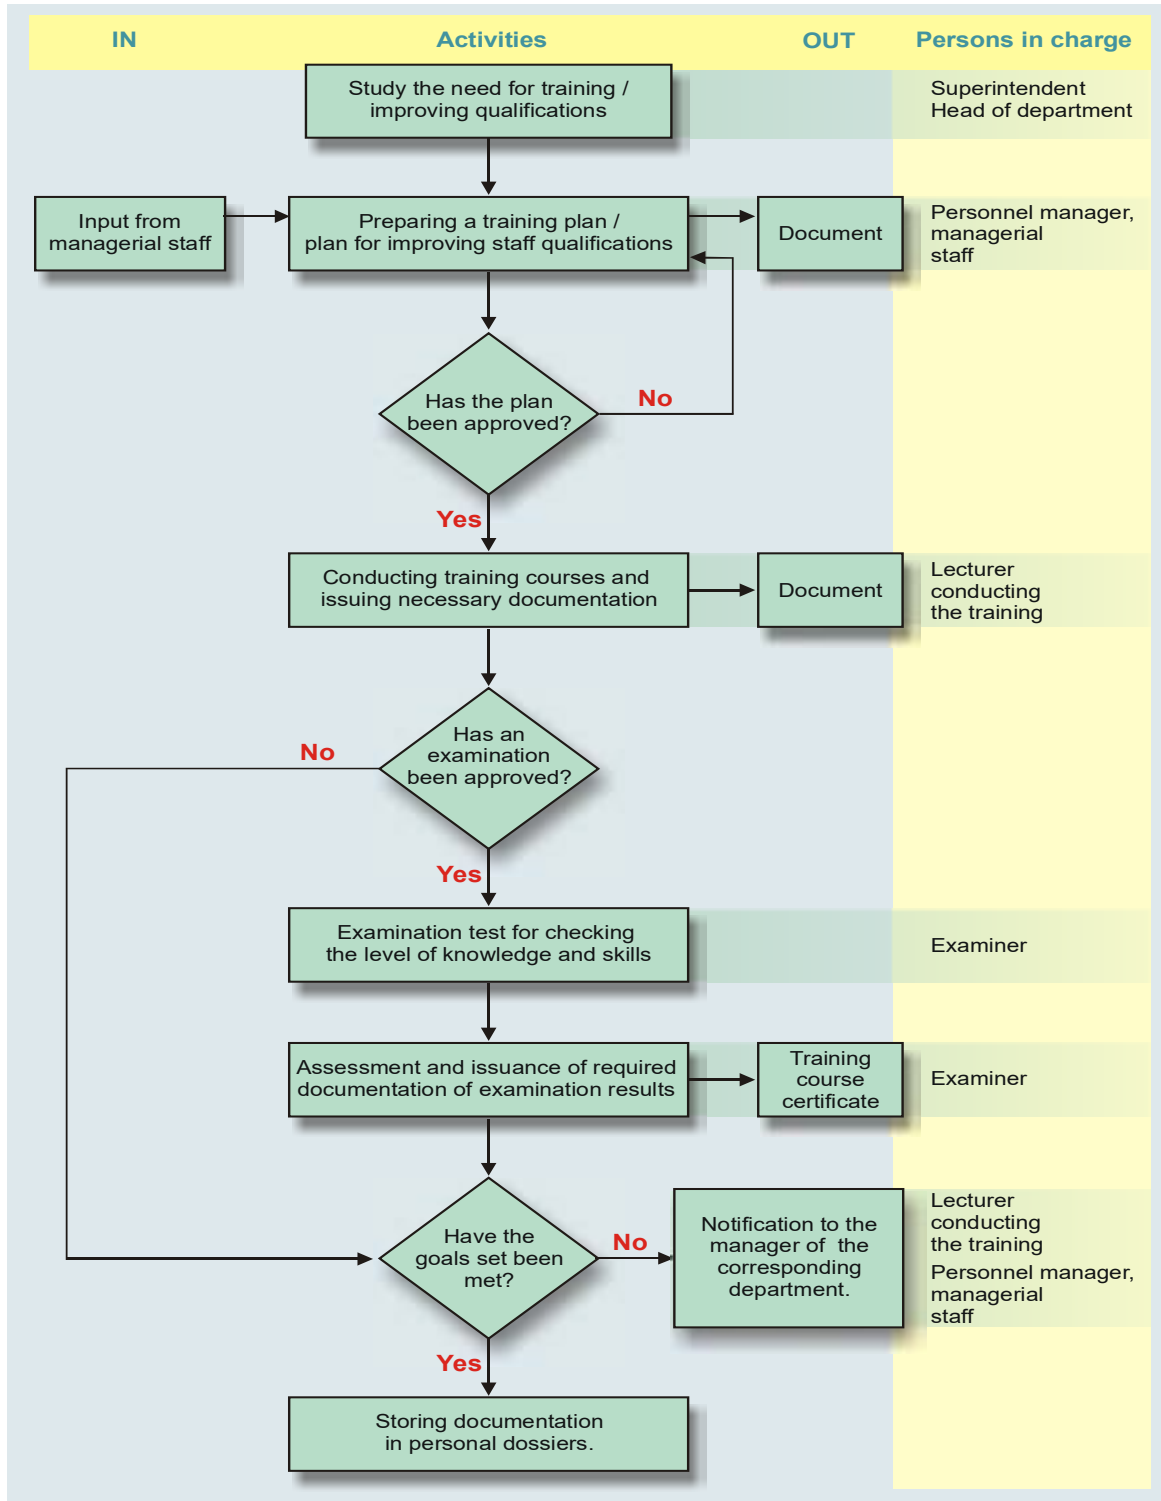 IN
Activities
OUT
Persons in charge
Study the need for training /
improving qualifications
Superintendent
Head of department
Input from
managerial staff
Preparing a training plan /
plan for improving staff qualifications
Document
Personnel manager,
managerial
staff
Has the plan
been approved?
No
Yes
Conducting training courses and
issuing necessary documentation
Document
Lecturer
conducting
the training
Has an
examination
been approved?
No
Yes
Examination test for checking
the level of knowledge and skills
Examiner
Assessment and issuance of required
documentation of examination results
Training
course
certificate
Examiner
Have the
goals set been
met?
No
Notification to the
manager of the
corresponding
department.
Lecturer
conducting
the training
Personnel manager,
managerial
staff
Yes
Storing documentation
in personal dossiers.